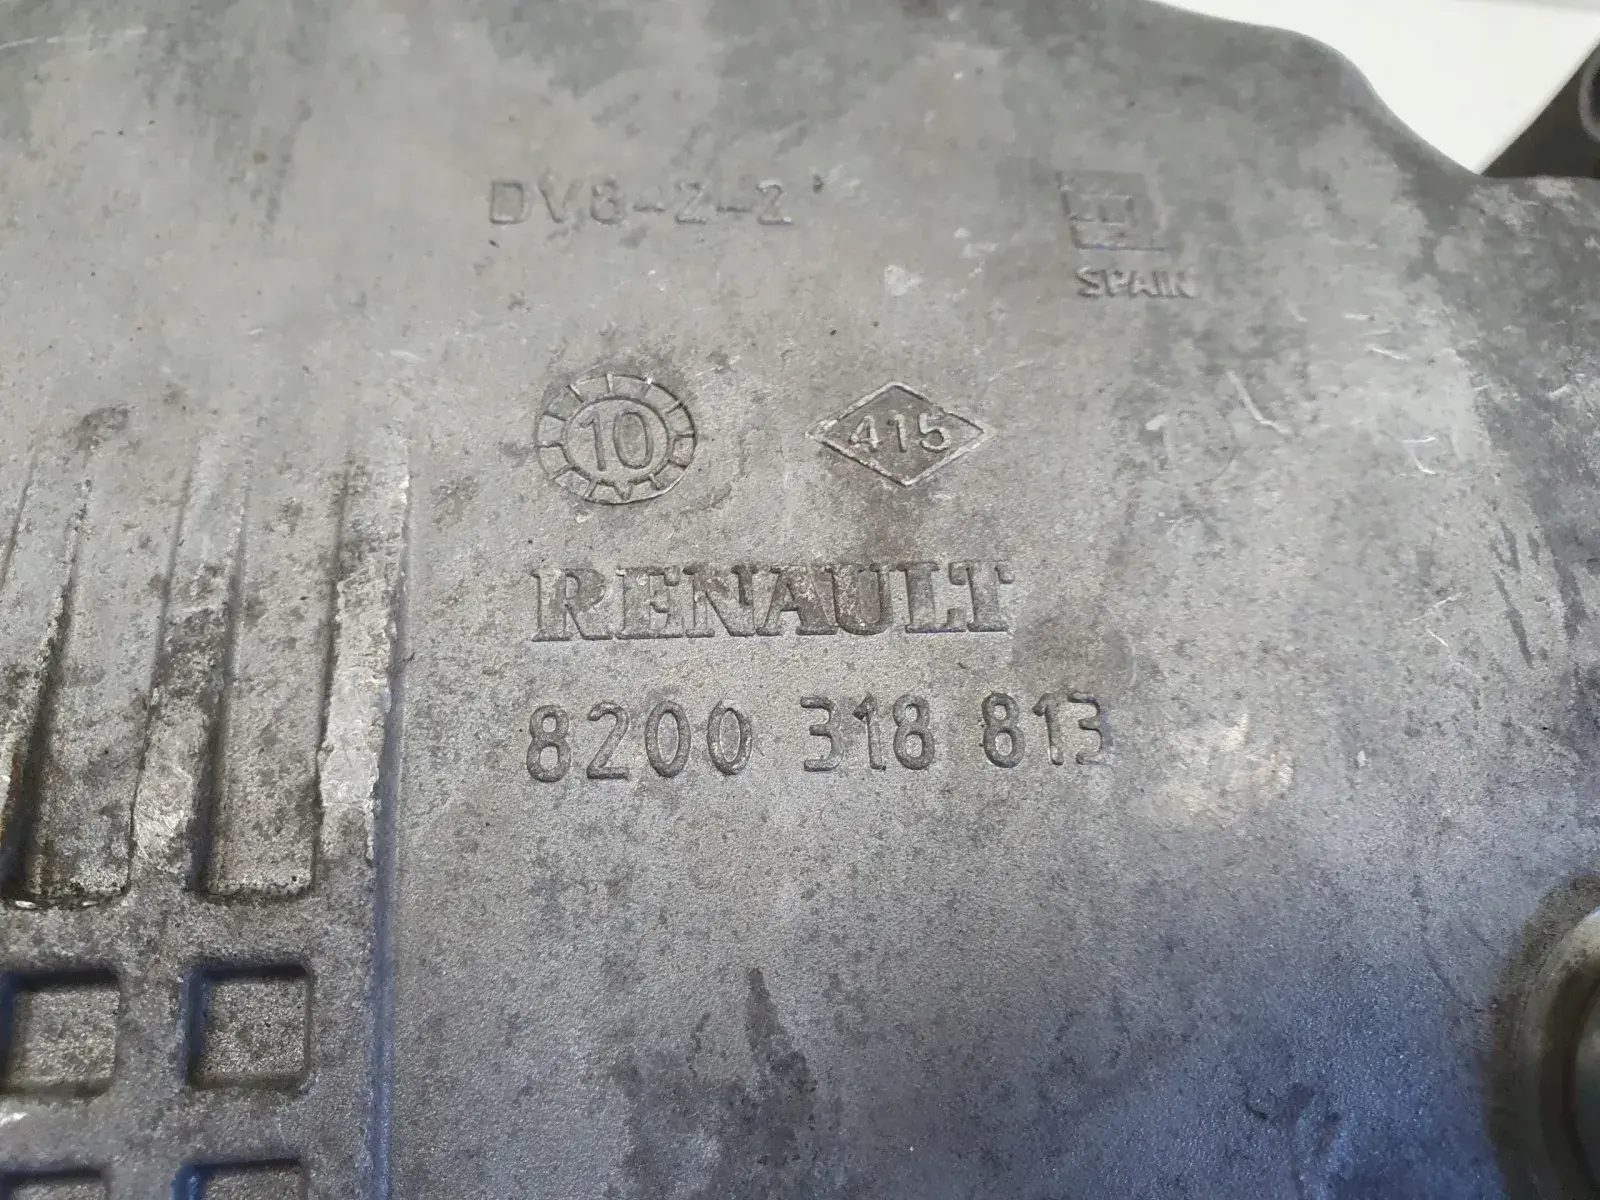 DV8-2-2
SPAIN
10
415
RENAULT
8200 318 813